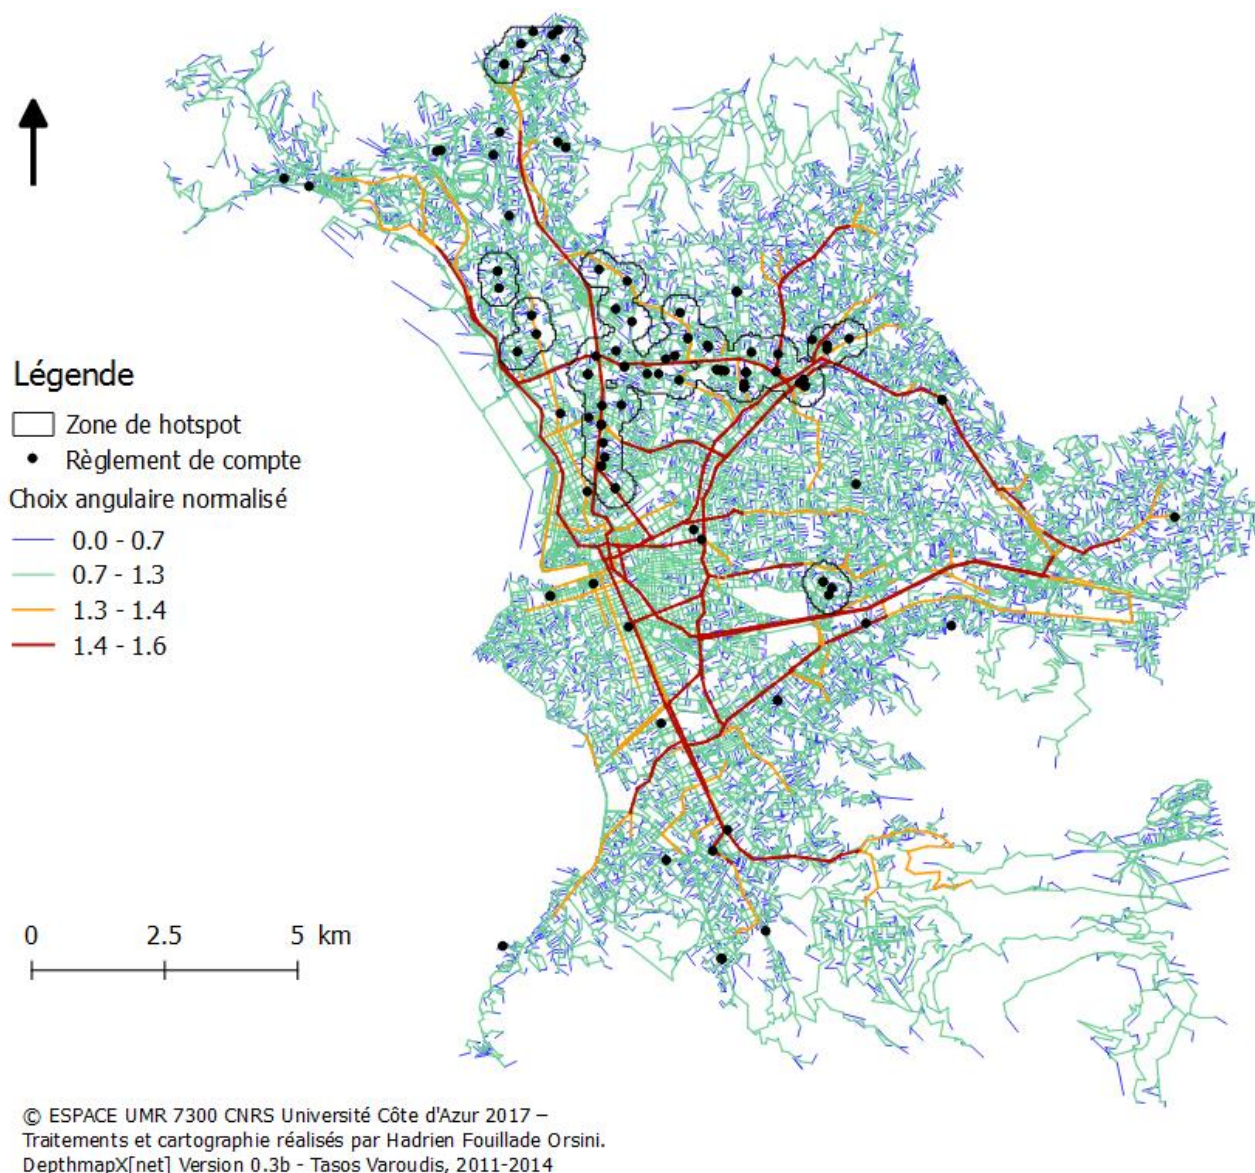 Légende
Zone de hotspot
Règlement de compte
Choix angulaire normalisé
0.0 - 0.7
0.7 - 1.3
1.3 - 1.4
1.4 - 1.6
0 2.5 5 km
© ESPACE UMR 7300 CNRS Université Côte d'Azur 2017 –
Traitements et cartographie réalisés par Hadrien Fouillade Orsini.
DepthmapX[net] Version 0.3b - Tasos Varoudis, 2011-2014